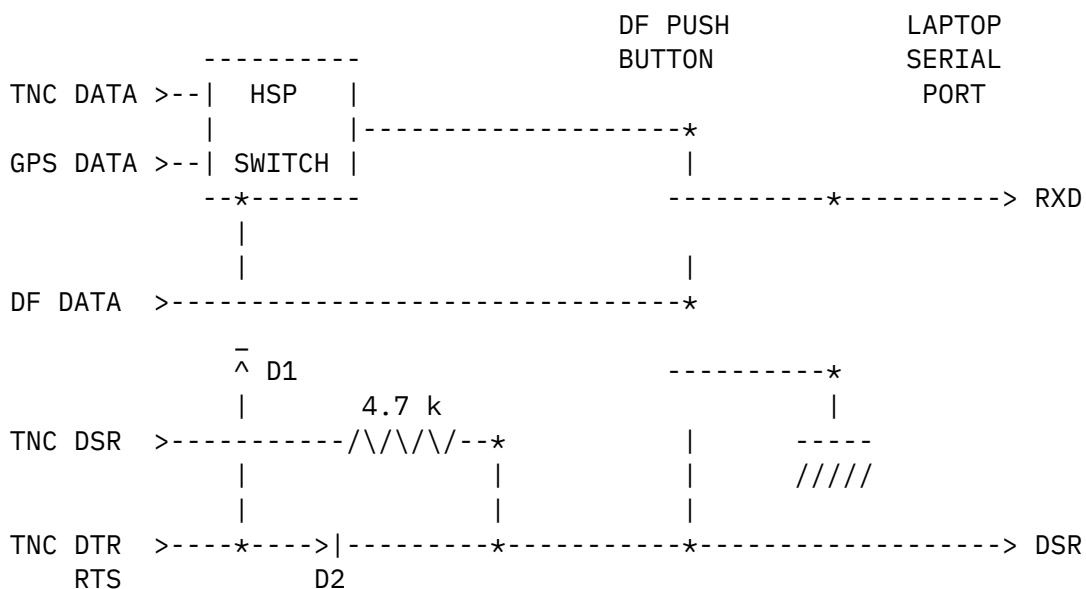 DF PUSH LAPTOP
BUTTON SERIAL
TNC DATA >--| HSP | PORT
| |---------------------*
GPS DATA >--| SWITCH | |
--*------- ----------*----------> RXD
|
| |
DF DATA >---------------------------------*
_
^ D1 ----------*
| 4.7 k |
TNC DSR >-----------/\/\/\/--* | -----
| | | /////
| | |
TNC DTR >----*---->|---------*-----------*--------------------> DSR
RTS D2